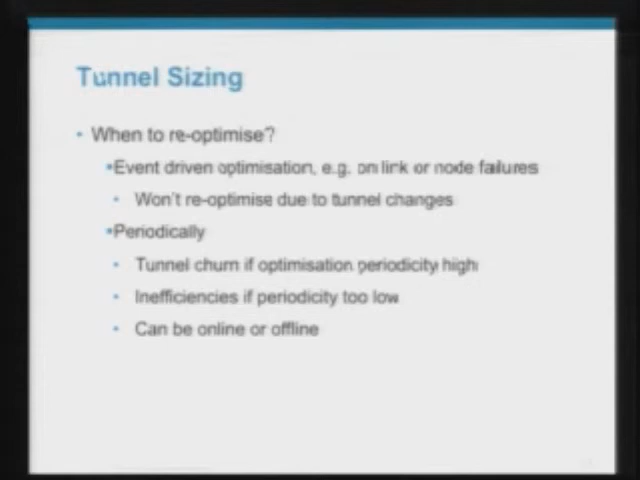 Tunnel Sizing
• When to re-optimise?
•Event driven optimisation, e.g. on link or node failures
• Won't re-optimise due to tunnel changes
•Periodically
• Tunnel churn if optimisation periodicity high
• Inefficiencies if periodicity too low
• Can be online or offline